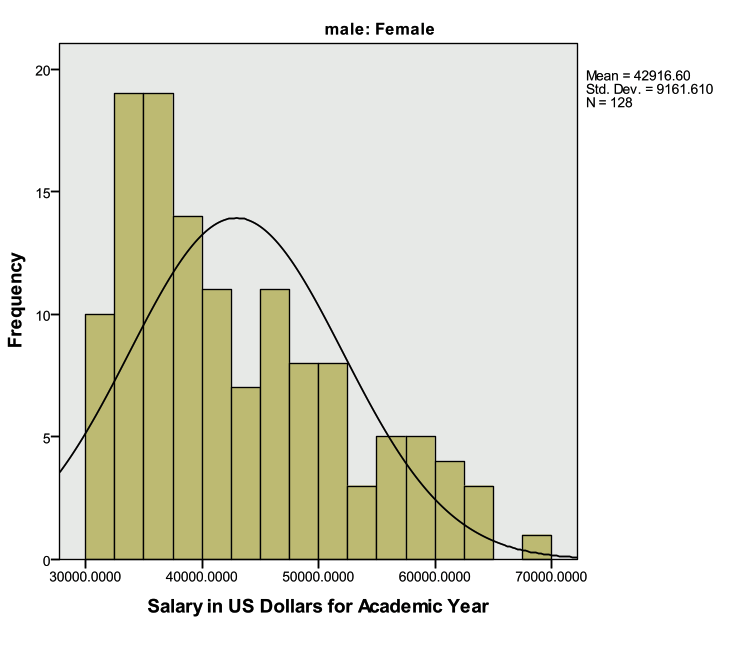 male: Female
Mean = 42916.60
Std. Dev. = 9161.610
N = 128
Frequency
20
15
10
5
0
30000.0000 40000.0000 50000.0000 60000.0000 70000.0000
Salary in US Dollars for Academic Year